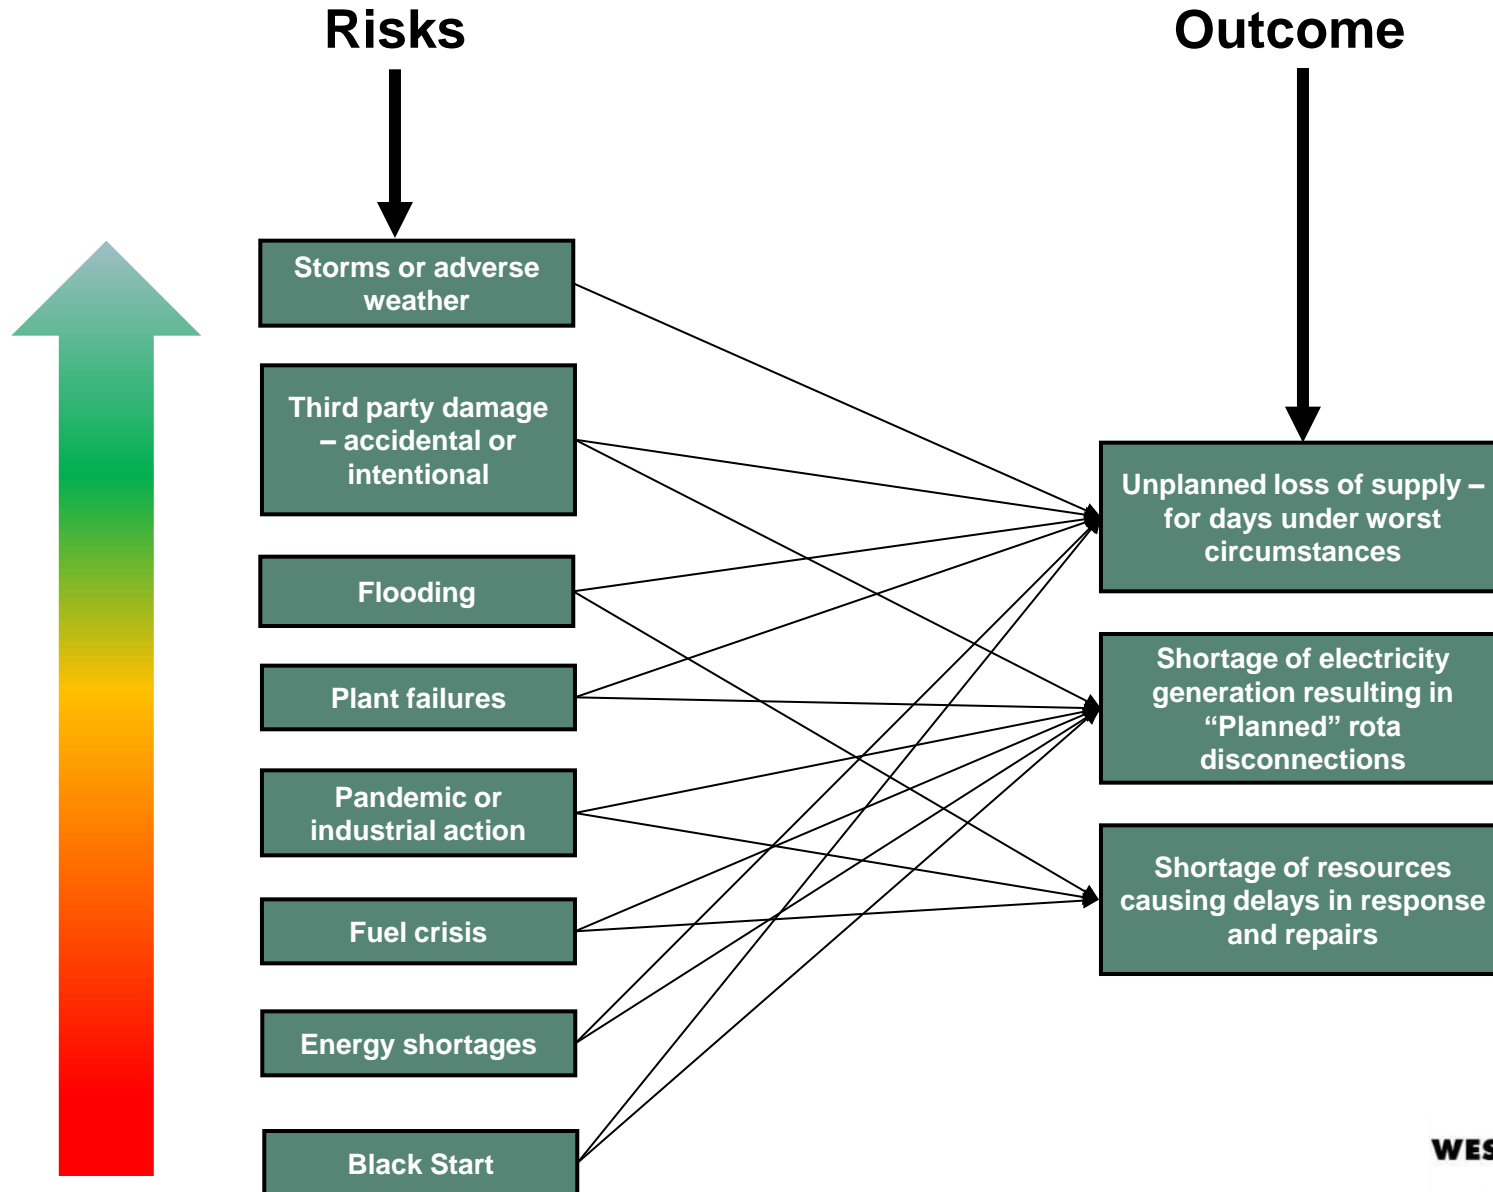 Risks
Outcome
Storms or adverse
weather
Third party damage
– accidental or
intentional
Flooding
Plant failures
Pandemic or
industrial action
Fuel crisis
Energy shortages
Black Start
Unplanned loss of supply –
for days under worst
circumstances
Shortage of electricity
generation resulting in
“Planned” rota
disconnections
Shortage of resources
causing delays in response
and repairs
WES